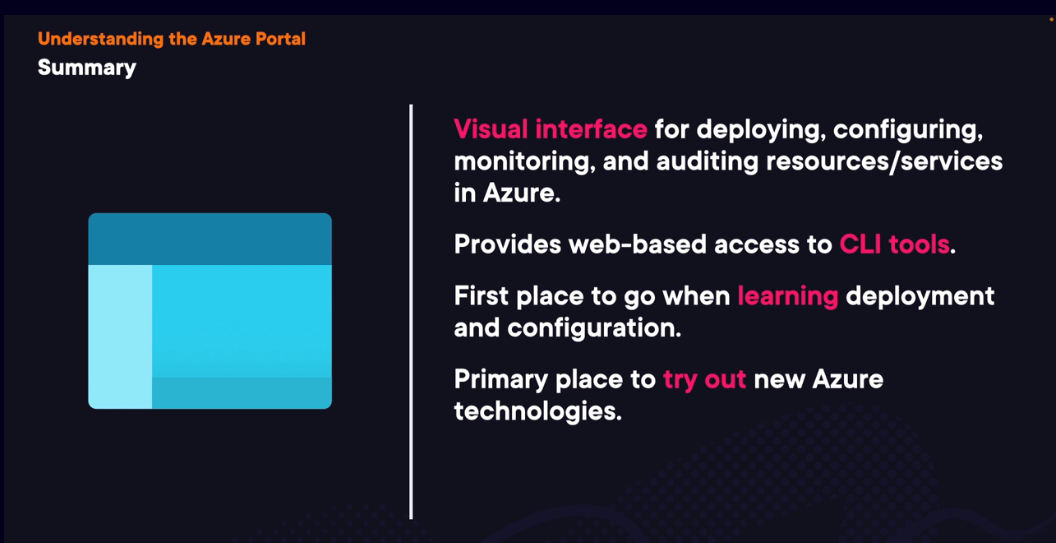 Understanding the Azure Portal
Summary
Visual interface for deploying, configuring,
monitoring, and auditing resources/services
in Azure.
Provides web-based access to CLI tools.
First place to go when learning deployment
and configuration.
Primary place to try out new Azure
technologies.